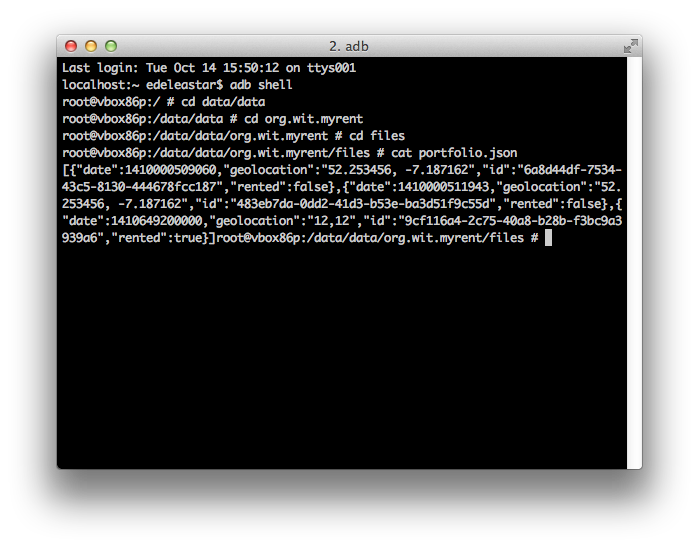 2. adb
Last login: Tue Oct 14 15:50:12 on ttys001
localhost:~ edeleastar$ adb shell
root@vbox86p:/ # cd data/data
root@vbox86p:/data/data # cd org.wit.myrent
root@vbox86p:/data/data/org.wit.myrent # cd files
root@vbox86p:/data/data/org.wit.myrent/files # cat portfolio.json
[{"date":1410000509060,"geolocation":"52.253456, -7.187162","id":"6a8d44df-7534-
43c5-8130-444678fcc187","rented":false},{"date":1410000511943,"geolocation":"52.
253456, -7.187162","id":"483eb7da-0dd2-41d3-b53e-ba3d51f9c55d","rented":false},{
"date":1410649200000,"geolocation":"12,12","id":"9cf116a4-2c75-40a8-b28b-f3bc9a3
939a6","rented":true}]root@vbox86p:/data/data/org.wit.myrent/files #